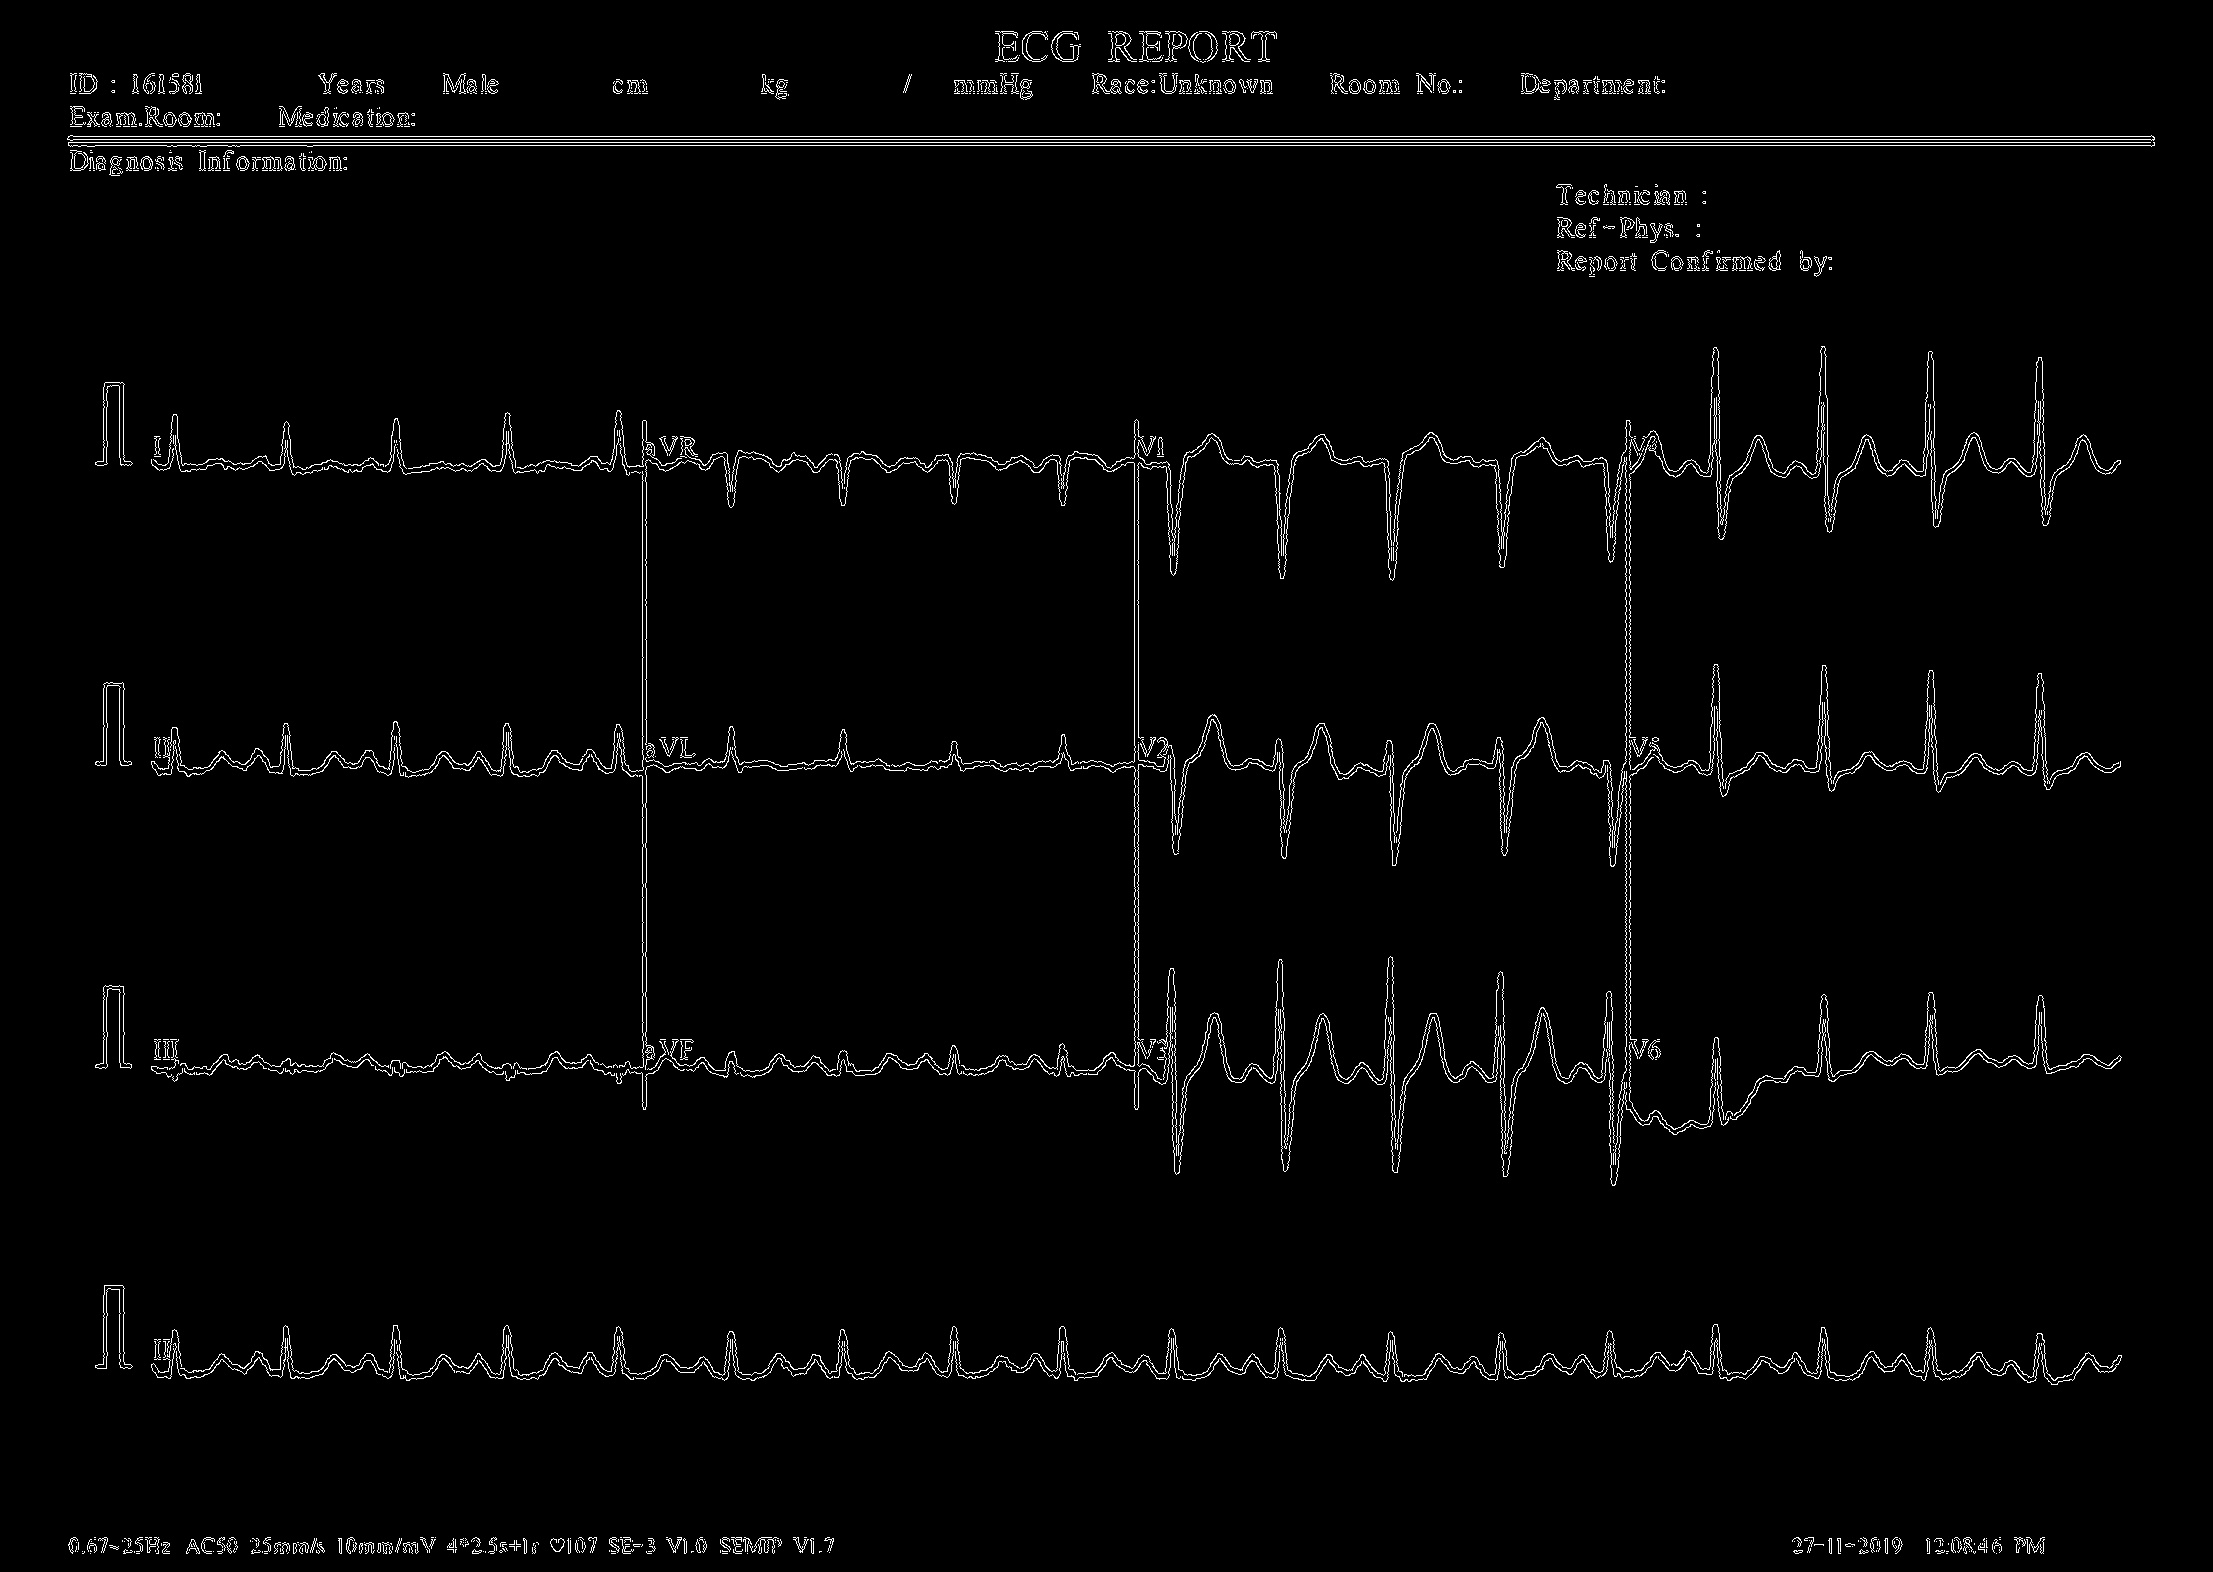 ECG REPORT
ID : 161581 Years Male cm kg / mmHg Race:Unknown Room No.: Department:
Exam.Room: Medication:
Diagnosis Information:
Technician :
Ref-Phys. :
Report Confirmed by:
I aVR V1 V4
II aVL V2 V5
III aVF V3 V6
II
0.67~25Hz AC50 25mm/s 10mm/mV 4*2.5s+1r ♡107 SE-3 V1.0 SEMIP V1.7
27-11-2019 12:08:46 PM